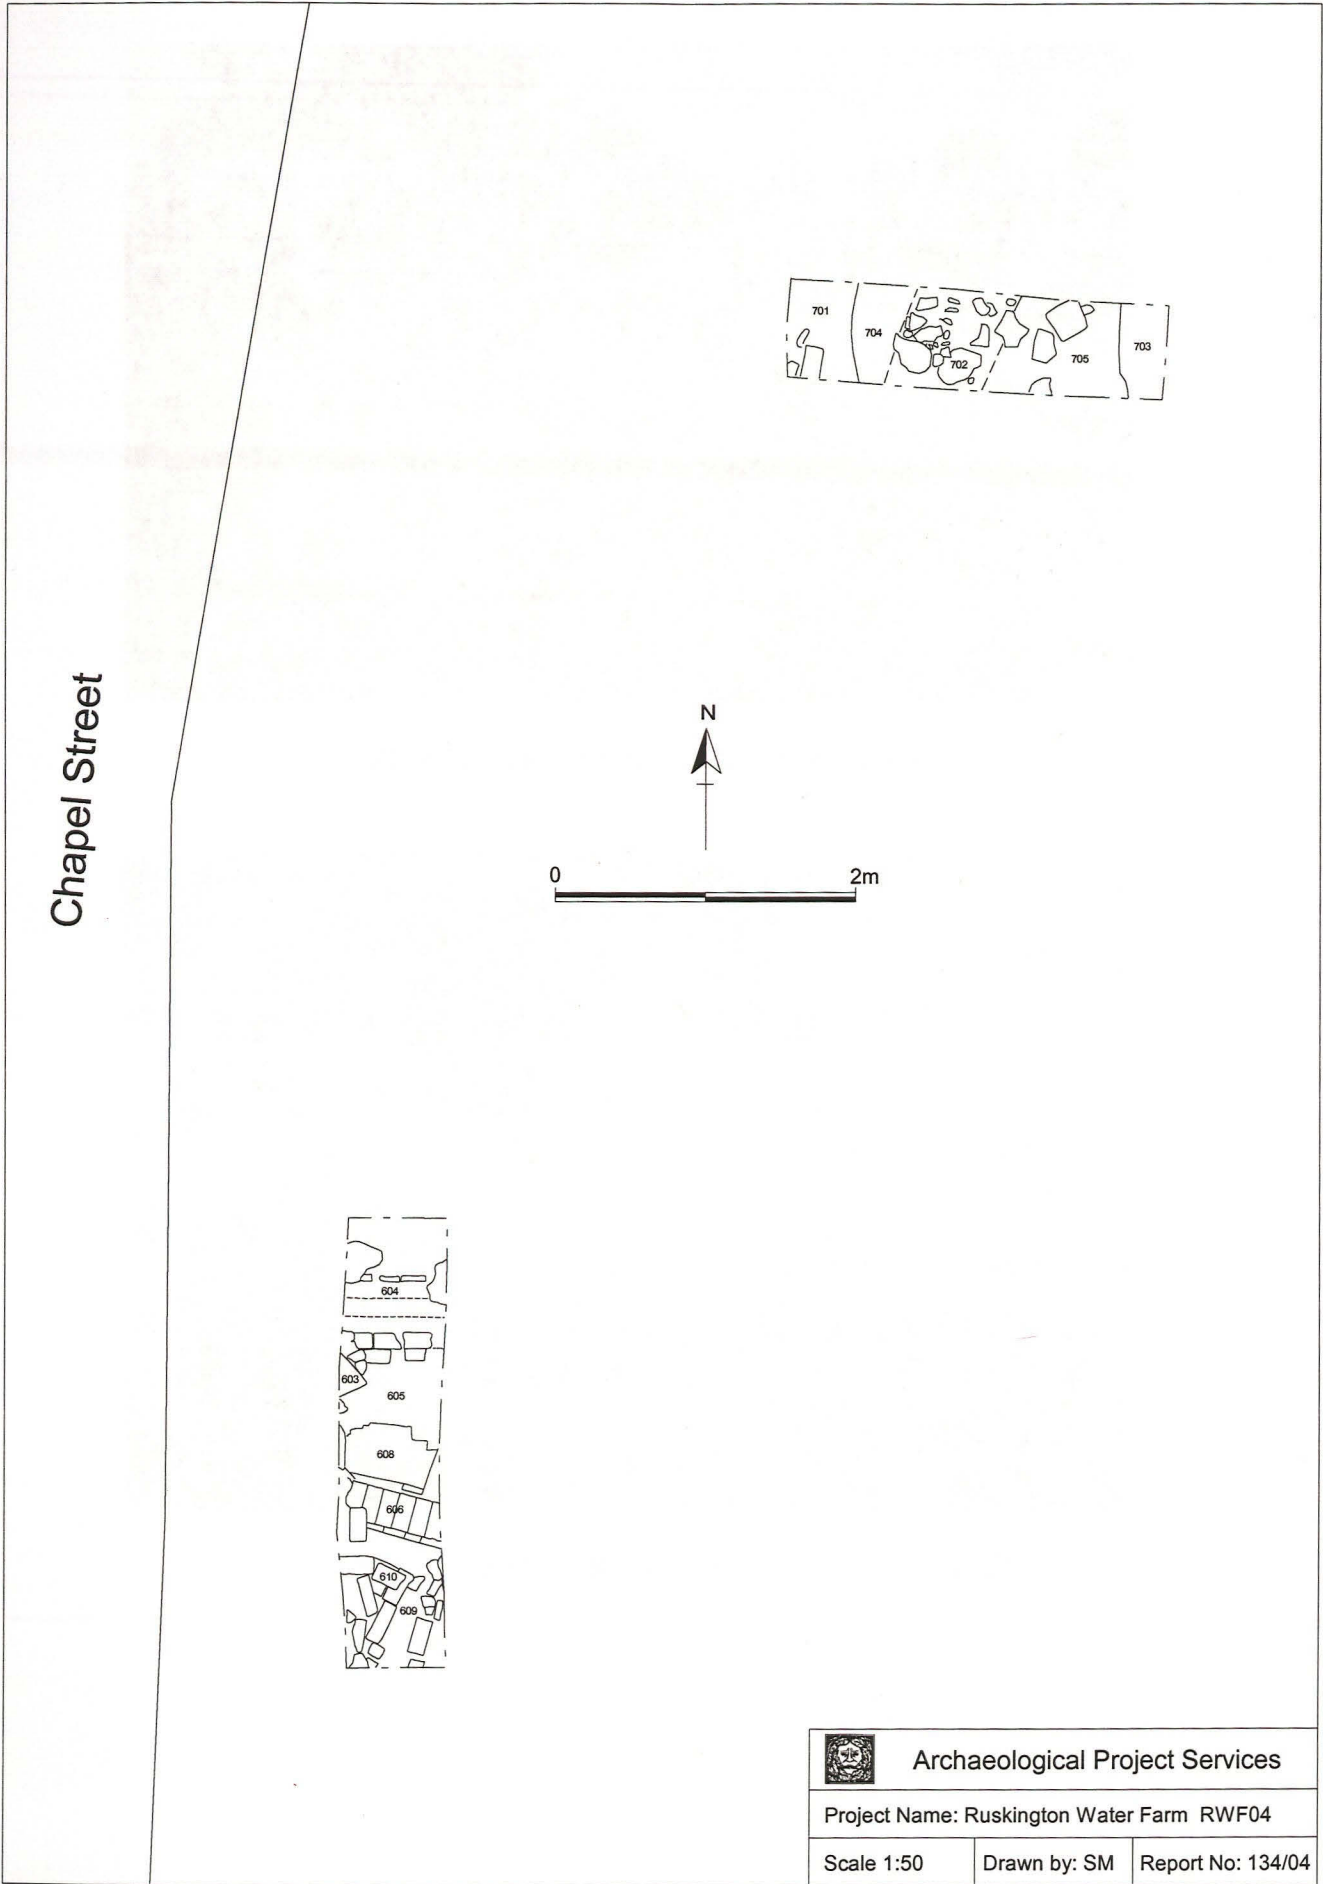 701
704
702
705
703
Chapel Street
N
0 2m
604
603
605
608
606
610
609
Archaeological Project Services
Project Name: Ruskington Water Farm RWF04
Scale 1:50
Drawn by: SM
Report No: 134/04